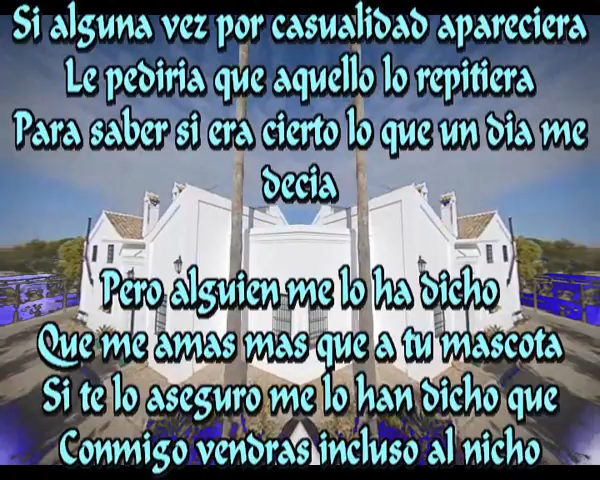 Si alguna vez por casualidad apareciera
Le pediria que aquello lo repitiera
Para saber si era cierto lo que un dia me
decia
Pero alguien me lo ha dicho
Que me amas mas que a tu mascota
Si te lo aseguro me lo han dicho que
Conmigo vendras incluso al nicho